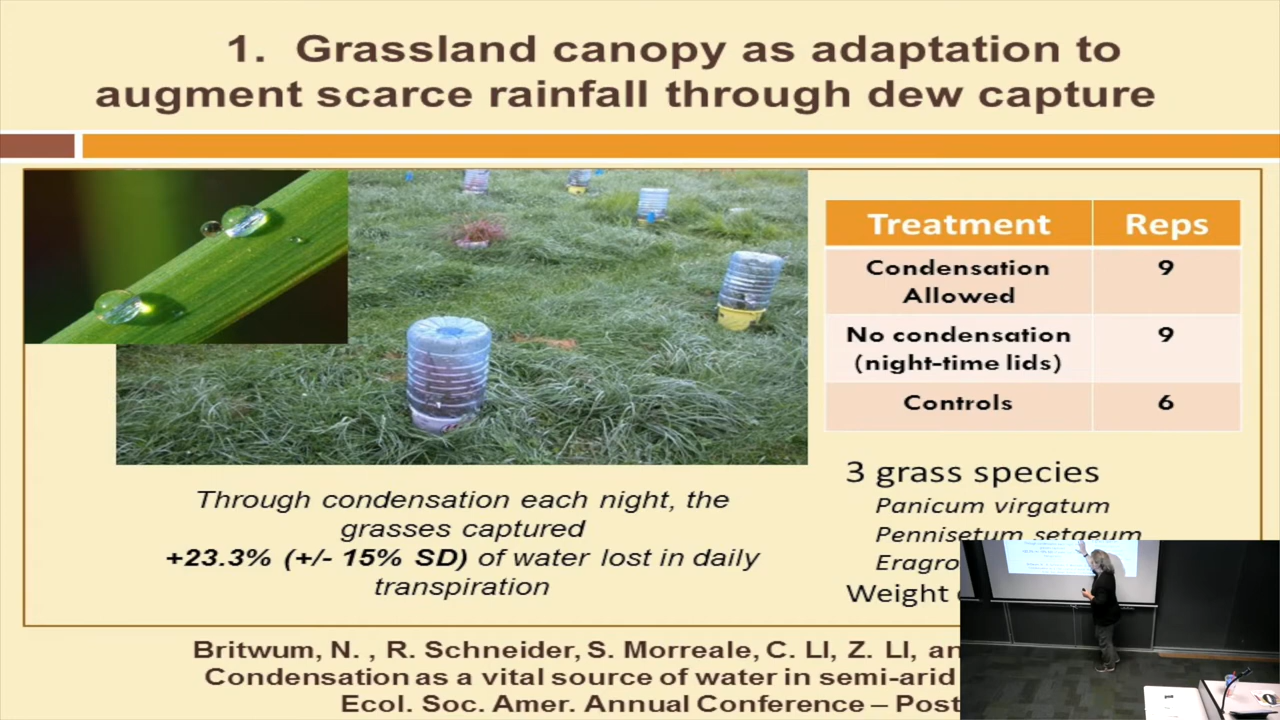 1. Grassland canopy as adaptation to
augment scarce rainfall through dew capture
Treatment Reps
Condensation Allowed 9
No condensation (night-time lids) 9
Controls 6
3 grass species
Panicum virgatum
Pennisetum setaeum
Weight
Through condensation each night, the
grasses captured
+23.3% (+/- 15% SD) of water lost in daily
transpiration
Britwum, N. , R. Schneider, S. Morreale, C. LI, Z. LI,
Condensation as a vital source of water in semi-arid
Ecol. Soc. Amer. Annual Conference –